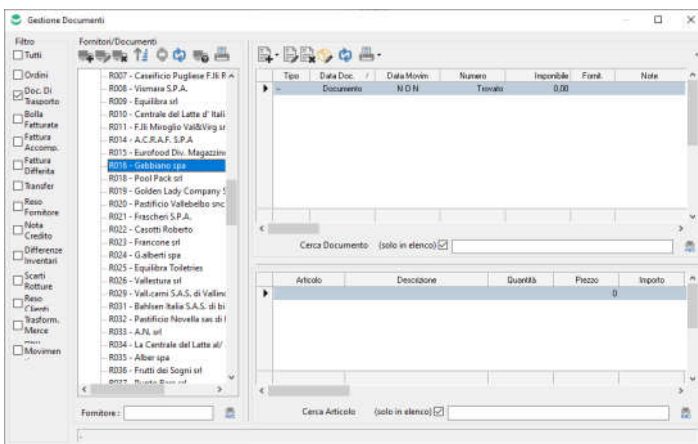 Gestione Documenti
Filtro
Tutti
Ordini
Doc. Di
Trasporto
Bolla
Fatturate
Fattura
Accomp.
Fattura
Differita
Transfer
Reso
Fornitore
Nota
Credito
Differenze
Inventari
Scarti
Rotture
Reso
Clienti
Trasform.
Merce
Movimen
Fornitori/Documenti
R007 - Caseificio Pugliese F.lli R
R008 - Vismara S.P.A.
R009 - Equilibra srl
R010 - Centrale del Latta d' Itali
R011 - F.lli Miroglio Val&Virg sr
R014 - A.C.R.A.F. S.P.A
R015 - Eurofood Div. Magazzin
R016 - Gabbiano spa
R018 - Pool Pack srl
R019 - Golden Lady Company S
R020 - Pastificio Vallebelbo snc
R021 - Frascheri S.P.A.
R022 - Casotti Roberto
R023 - Francone srl
R024 - G.alberti spa
R025 - Equilibra Toiletries
R026 - Vallestura srl
R029 - Vall.carni S.A.S. di Vallin
R031 - Bahlsen Italia S.A.S. di bi
R032 - Pastificio Novella sas di
R033 - A.N. srl
R034 - La Centrale del Latte al/
R035 - Alber spa
R036 - Frutti dei Sogni srl
Fornitore :
Tipo Data Doc. / Data Movim Numero Imponibile Fornit. Note
- Documento N O N Trovato 0,00
Cerca Documento (solo in elenco)
Articolo Descrizione Quantità Prezzo Importo
0
Cerca Articolo (solo in elenco)